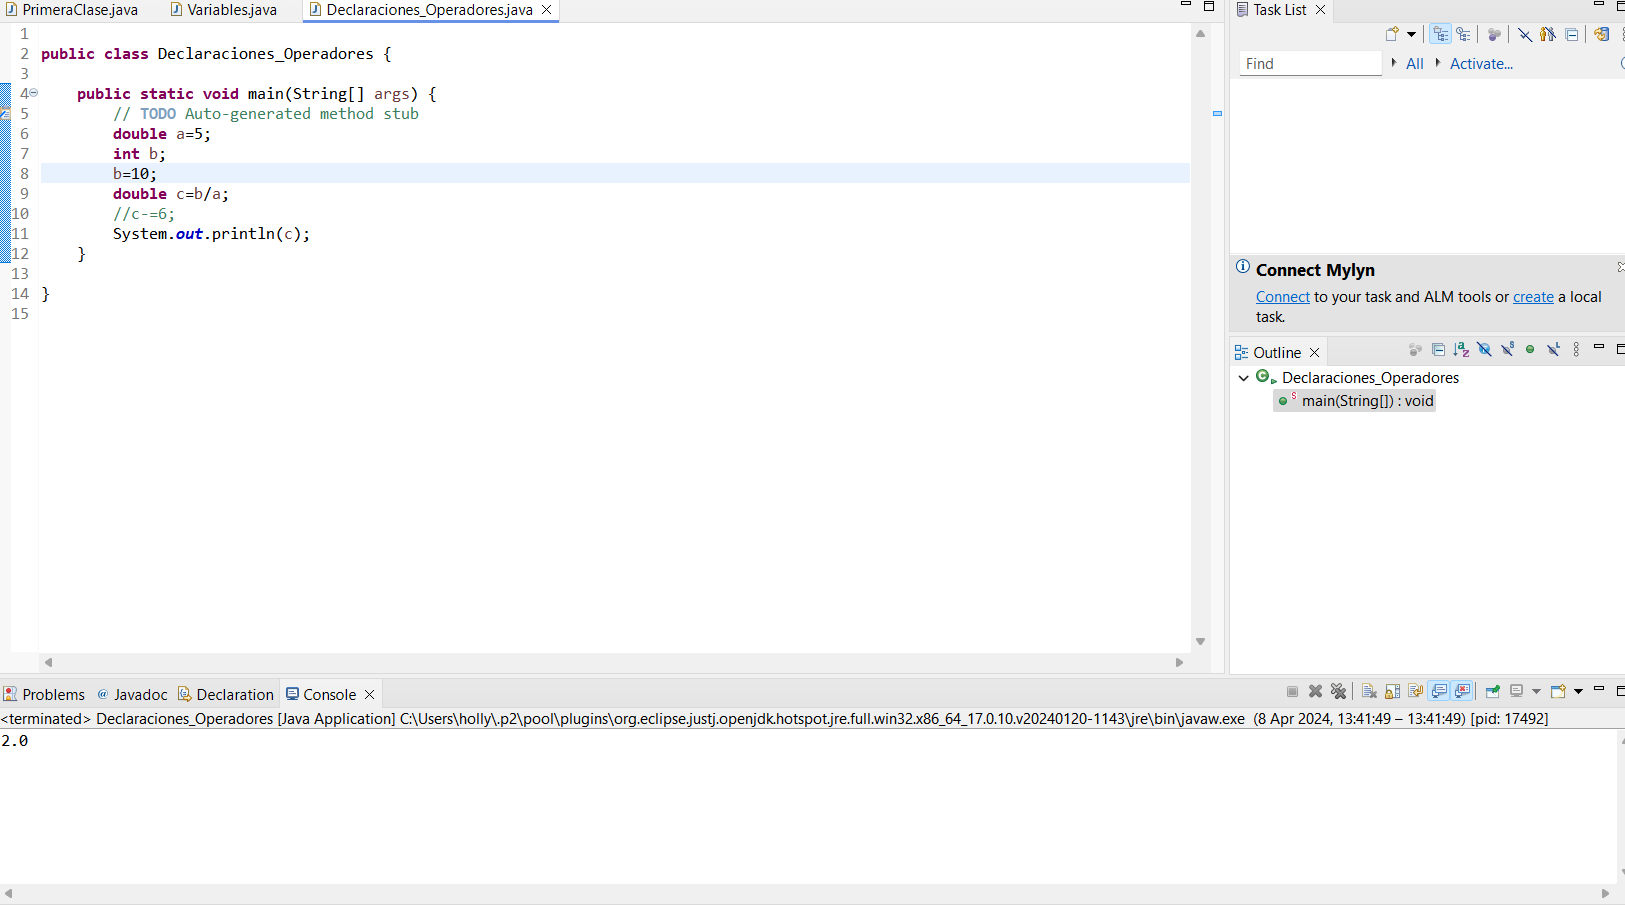 PrimeraClase.java Variables.java Declaraciones_Operadores.java
1
2 public class Declaraciones_Operadores {
3
4 public static void main(String[] args) {
5 // TODO Auto-generated method stub
6 double a=5;
7 int b;
8 b=10;
9 double c=b/a;
10 //c-=6;
11 System.out.println(c);
12 }
13
14 }
15
Task List
Find All Activate...
Connect Mylyn
Connect to your task and ALM tools or create a local
task.
Outline
Declaraciones_Operadores
main(String[]) : void
Problems @ Javadoc Declaration Console
<terminated> Declaraciones_Operadores [Java Application] C:\Users\holly\.p2\pool\plugins\org.eclipse.justj.openjdk.hotspot.jre.full.win32.x86_64_17.0.10.v20240120-1143\jre\bin\javaw.exe (8 Apr 2024, 13:41:49 – 13:41:49) [pid: 17492]
2.0